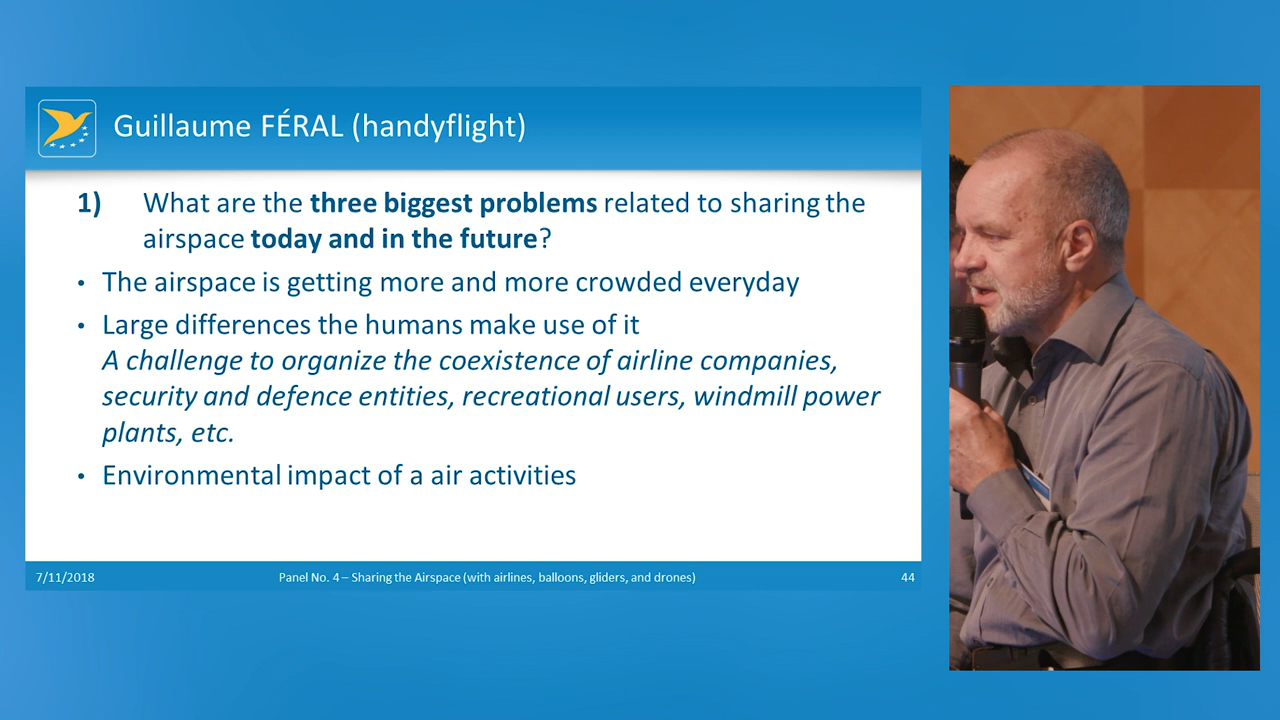 Guillaume FÉRAL (handyflight)
1) What are the three biggest problems related to sharing the
airspace today and in the future?
• The airspace is getting more and more crowded everyday
• Large differences the humans make use of it
A challenge to organize the coexistence of airline companies,
security and defence entities, recreational users, windmill power
plants, etc.
• Environmental impact of a air activities
7/11/2018 Panel No. 4 – Sharing the Airspace (with airlines, balloons, gliders, and drones) 44